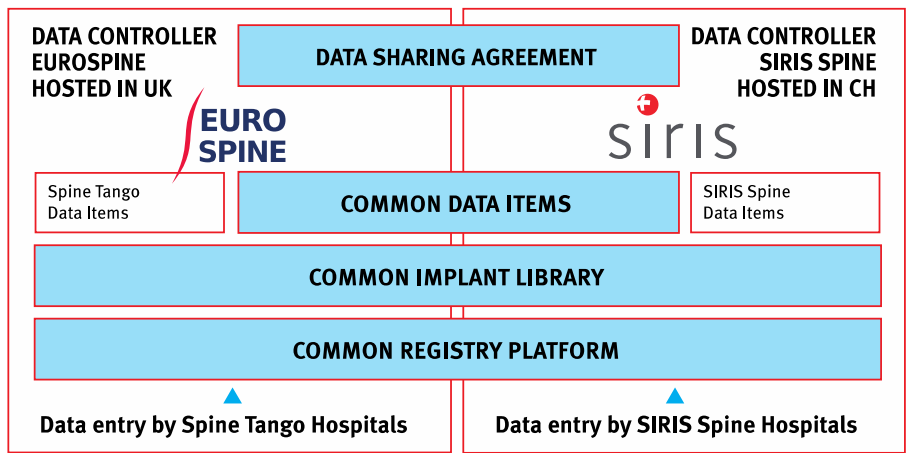 DATA CONTROLLER
EUROSPINE
HOSTED IN UK
DATA SHARING AGREEMENT
DATA CONTROLLER
SIRIS SPINE
HOSTED IN CH
EURO
SPINE
siris
Spine Tango
Data Items
COMMON DATA ITEMS
SIRIS Spine
Data Items
COMMON IMPLANT LIBRARY
COMMON REGISTRY PLATFORM
Data entry by Spine Tango Hospitals
Data entry by SIRIS Spine Hospitals